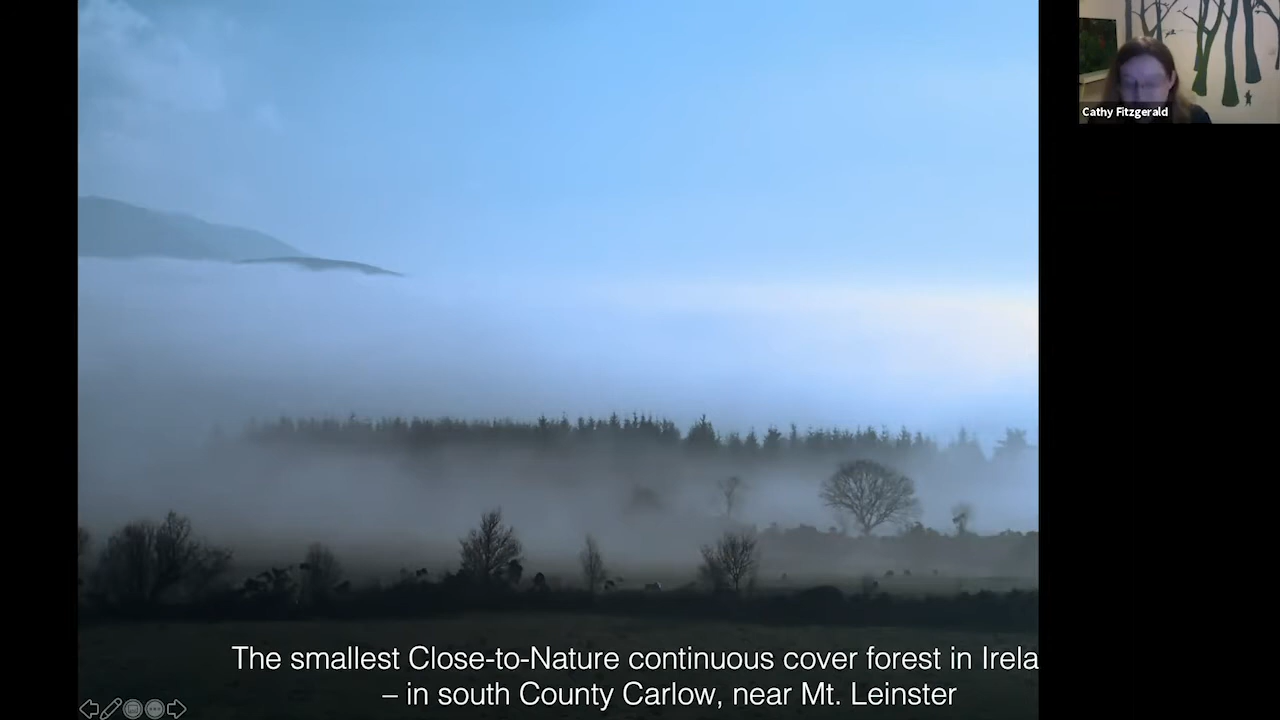 Cathy Fitzgerald
The smallest Close-to-Nature continuous cover forest in Irela
– in south County Carlow, near Mt. Leinster